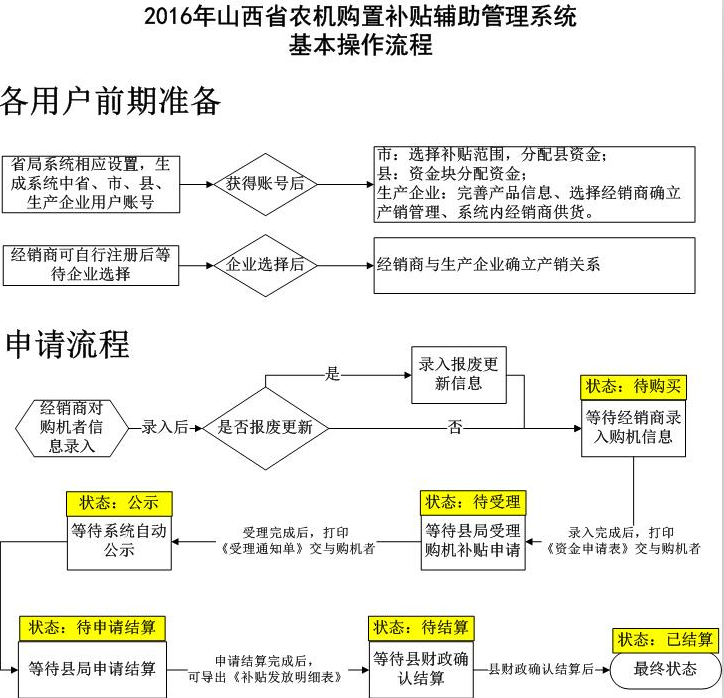 2016年山西省农机购置补贴辅助管理系统
基本操作流程
各用户前期准备
省局系统相应设置，生
成系统中省、市、县、
生产企业用户账号
获得账号后
市：选择补贴范围，分配县资金；
县：资金块分配资金；
生产企业：完善产品信息、选择经销商确立
产销管理、系统内经销商供货。
经销商可自行注册后等
待企业选择
企业选择后
经销商与生产企业确立产销关系
申请流程
经销商对
购机者信
息录入
录入后
是否报废更新
是
录入报废更
新信息
否
状态：待购买
等待经销商录
入购机信息
录入完成后，打印
《资金申请表》交与购机者
状态：待受理
等待县局受理
购机补贴申请
受理完成后，打印
《受理通知单》交与购机者
状态：公示
等待系统自动
公示
状态：待申请结算
等待县局申请结算
申请结算完成后，
可导出《补贴发放明细表》
状态：待结算
等待县财政确
认结算
县财政确认结算后
状态：已结算
最终状态